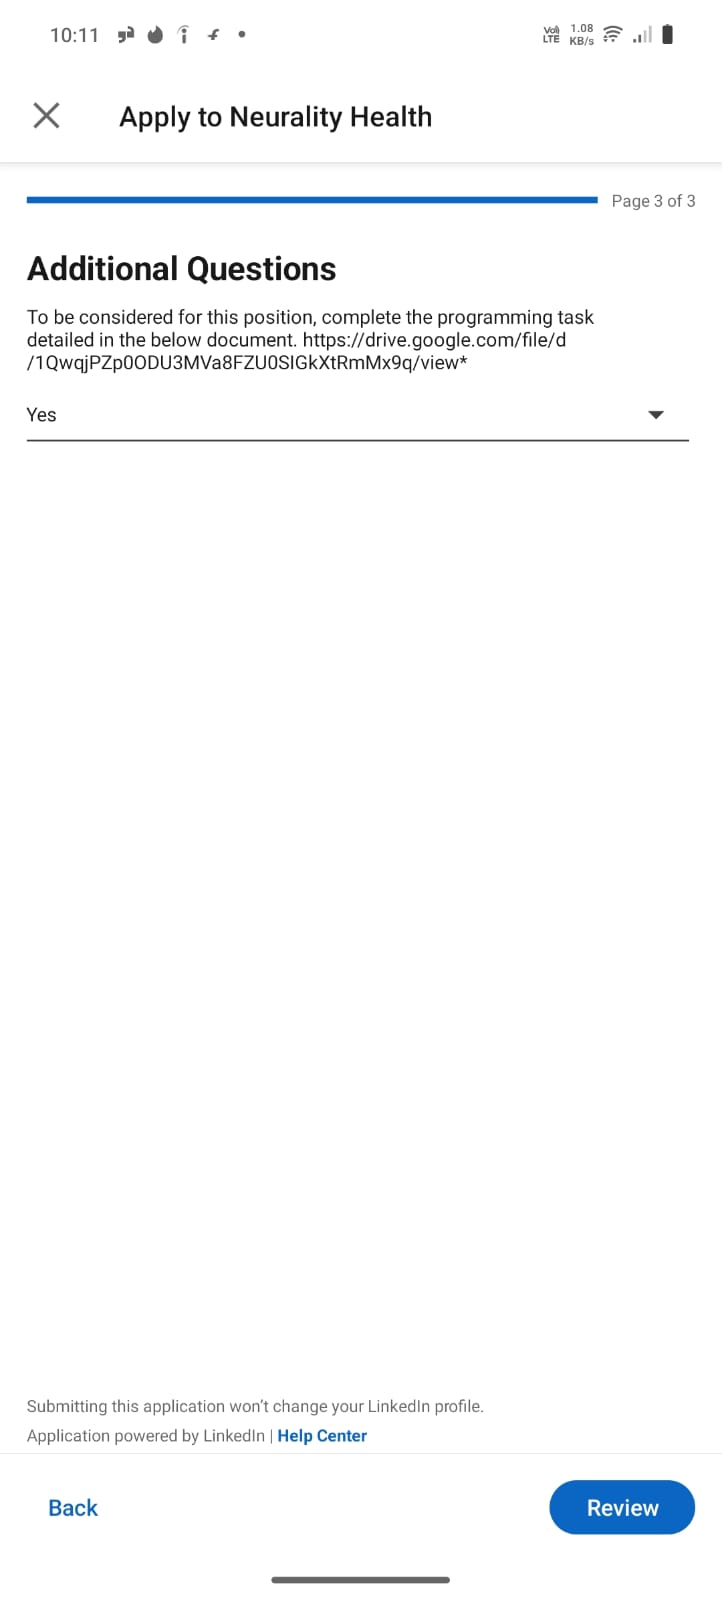 10:11
Vo) 1.08
LTE KB/s
Apply to Neurality Health
Page 3 of 3
Additional Questions
To be considered for this position, complete the programming task
detailed in the below document. https://drive.google.com/file/d
/1QwqjPZp0ODU3MVa8FZU0SIGkXtRmMx9q/view*
Yes
Submitting this application won't change your LinkedIn profile.
Application powered by LinkedIn | Help Center
Back
Review